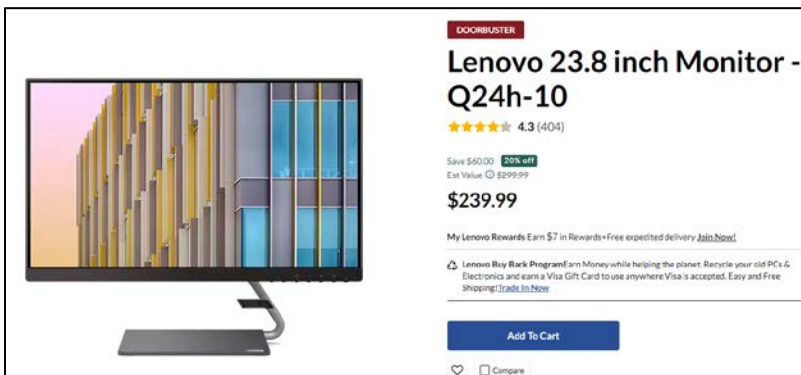 DOORBUSTER
Lenovo 23.8 inch Monitor -
Q24h-10
4.3 (404)
Save $60.00 20% off
Est Value $299.99
$239.99
My Lenovo Rewards Earn $7 in Rewards+Free expedited delivery Join Now!
Lenovo Buy Back ProgramEarn Money while helping the planet. Recycle your old PCs &
Electronics and earn a Visa Gift Card to use anywhere Visa is accepted. Easy and Free
Shipping!Trade In Now
Add To Cart
Compare